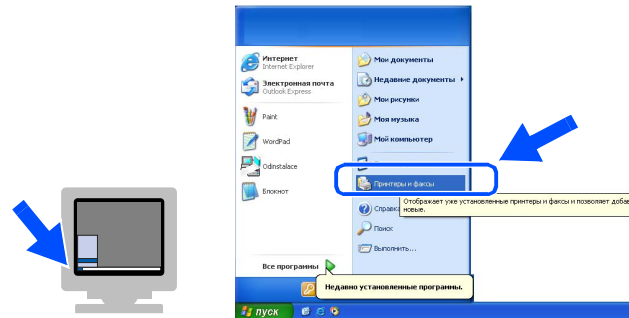 Интернет
Internet Explorer
Электронная почта
Outlook Express
Paint
WordPad
Odinstalace
Блокнот
Все программы
Мои документы
Недавние документы
Мои рисунки
Моя музыка
Мой компьютер
Принтеры и факсы
Отображает уже установленные принтеры и факсы и позволяет
новые.
Справка
Поиск
Выполнить...
Недавно установленные программы.
пуск